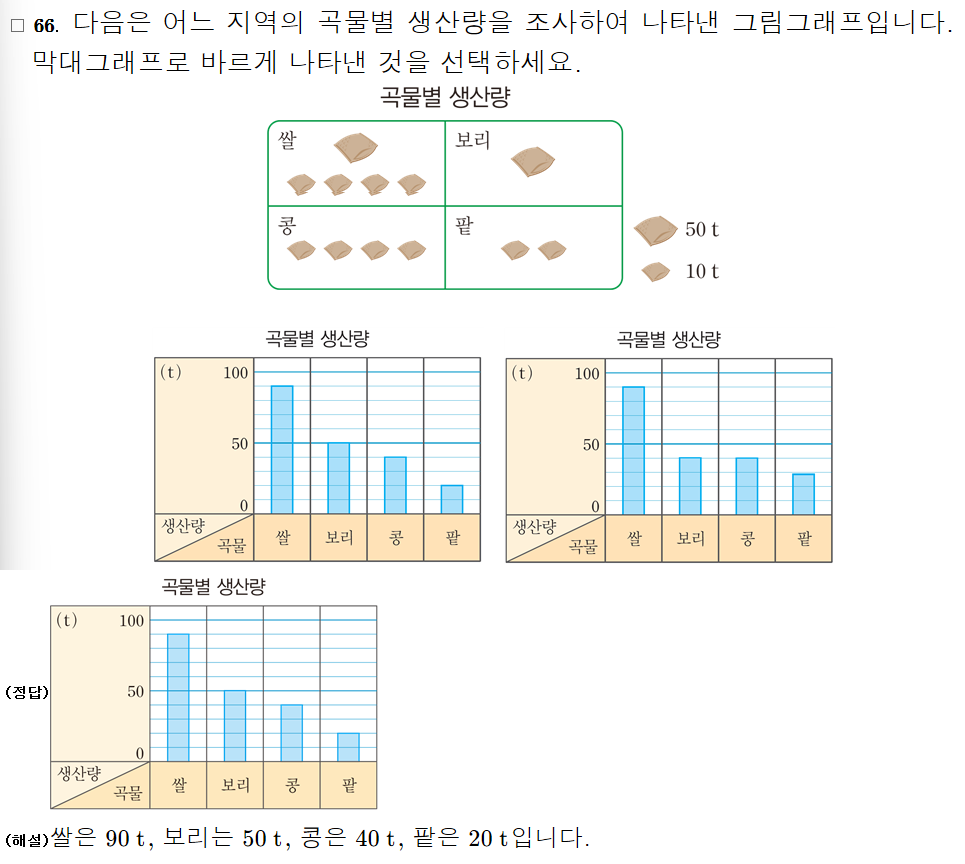 □ 66. 다음은 어느 지역의 곡물별 생산량을 조사하여 나타낸 그림그래프입니다.
막대그래프로 바르게 나타낸 것을 선택하세요.
곡물별 생산량
쌀 보리
콩 팥
50 t
10 t
곡물별 생산량
(t) 100
50
0
생산량
곡물 쌀 보리 콩 팥
곡물별 생산량
(t) 100
50
0
생산량
곡물 쌀 보리 콩 팥
곡물별 생산량
(t) 100
(정답) 50
0
생산량
곡물 쌀 보리 콩 팥
(해설) 쌀은 90 t, 보리는 50 t, 콩은 40 t, 팥은 20 t입니다.